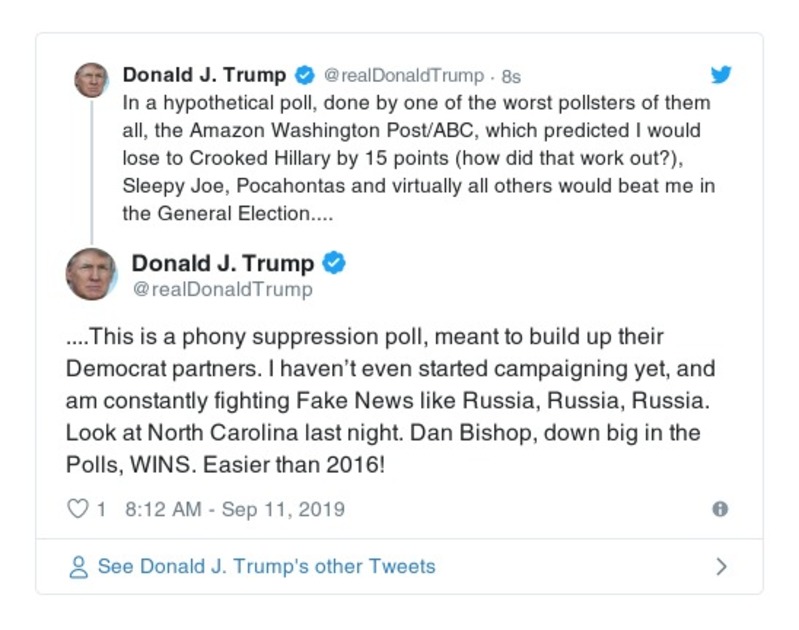 Donald J. Trump @realDonaldTrump · 8s
In a hypothetical poll, done by one of the worst pollsters of them
all, the Amazon Washington Post/ABC, which predicted I would
lose to Crooked Hillary by 15 points (how did that work out?),
Sleepy Joe, Pocahontas and virtually all others would beat me in
the General Election....
Donald J. Trump
@realDonaldTrump
....This is a phony suppression poll, meant to build up their
Democrat partners. I haven’t even started campaigning yet, and
am constantly fighting Fake News like Russia, Russia, Russia.
Look at North Carolina last night. Dan Bishop, down big in the
Polls, WINS. Easier than 2016!
1 8:12 AM - Sep 11, 2019
See Donald J. Trump's other Tweets